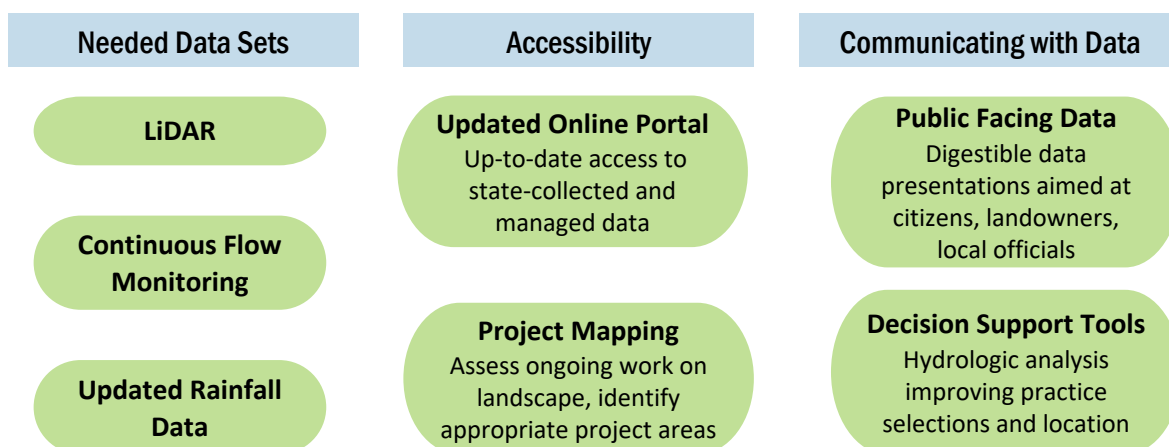 Needed Data Sets
LiDAR
Continuous Flow
Monitoring
Updated Rainfall
Data
Accessibility
Updated Online Portal
Up-to-date access to
state-collected and
managed data
Project Mapping
Assess ongoing work on
landscape, identify
appropriate project areas
Communicating with Data
Public Facing Data
Digestible data
presentations aimed at
citizens, landowners,
local officials
Decision Support Tools
Hydrologic analysis
improving practice
selections and location